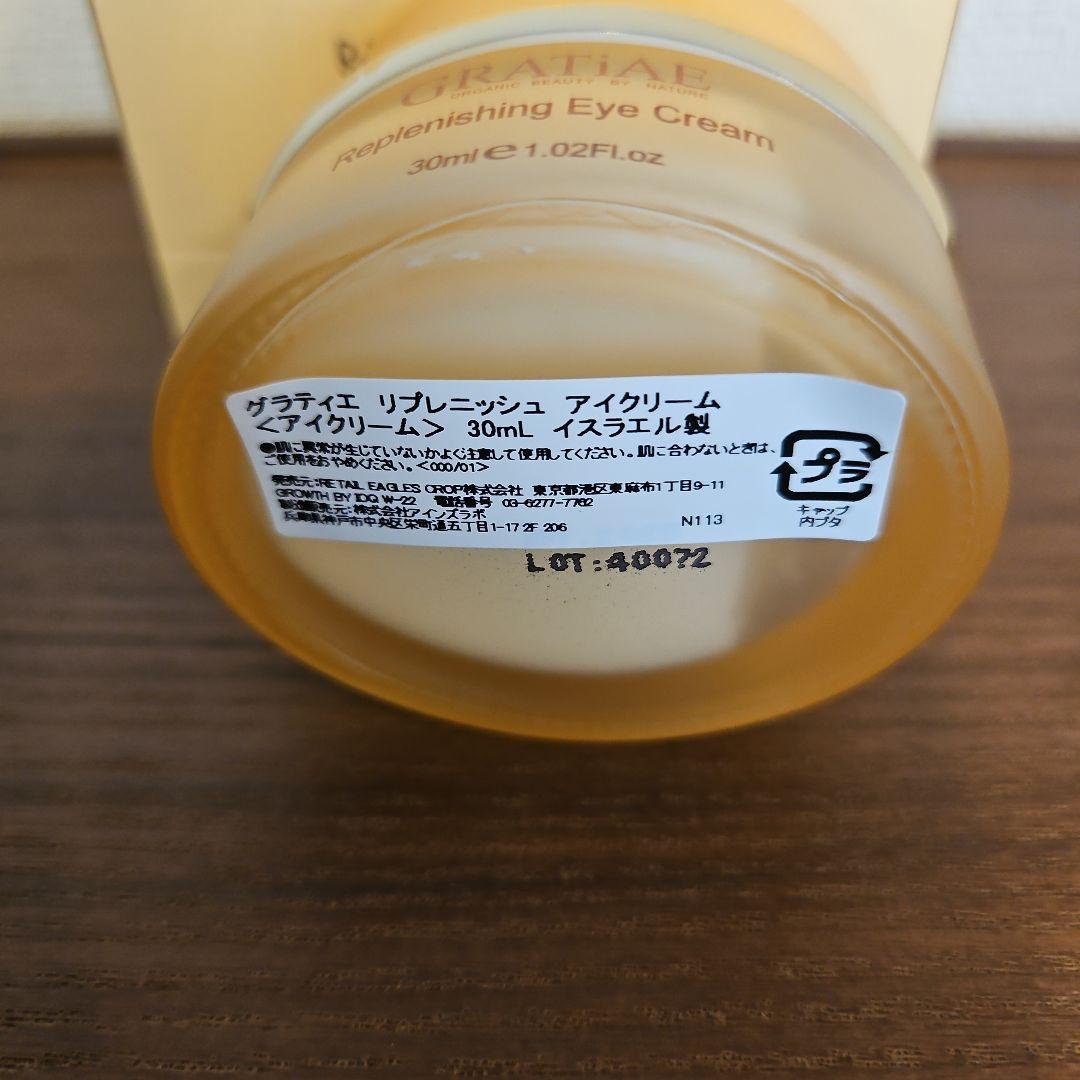 GRATiAE
ORGANIC BEAUTY BY NATURE
Replenishing Eye Cream
30ml e 1.02Fl.oz
グラティエ リプレニッシュ アイクリーム
<アイクリーム> 30mL イスラエル製
●肌に異常が生じていないかよく注意して使用してください。肌に合わないときは、
ご使用をおやめください。<000/01>
発売元:RETAIL EAGLES CROP株式会社 東京都港区東麻布1丁目9-11
GROWTH BY IOQ W-22 電話番号 03-6277-7762
製造販売元:株式会社アインズラボ
兵庫県神戸市中央区栄町通五丁目1-17 2F 206
N113
プラ
キャップ
内ブタ
LOT:40072